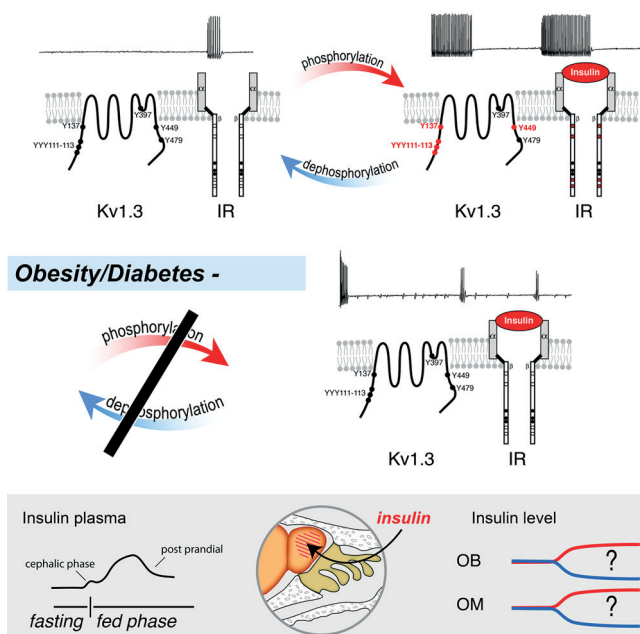 phosphorylation
dephosphorylation
α
α
β
Y137
Y397
Y449
YYY111-113
Y479
Kv1.3
IR
Insulin
α
α
β
Y137
Y397
Y449
YYY111-113
Y479
Kv1.3
IR
Obesity/Diabetes -
phosphorylation
dephosphorylation
Insulin
α
α
β
Y137
Y397
Y449
YYY111-113
Y479
Kv1.3
IR
Insulin plasma
cephalic phase
post prandial
fasting
fed phase
insulin
Insulin level
OB
?
OM
?